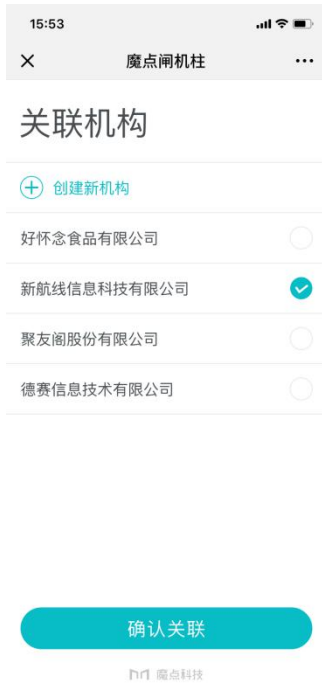 15:53
魔点闸机柱
关联机构
创建新机构
好怀念食品有限公司
新航线信息科技有限公司
聚友阁股份有限公司
德赛信息技术有限公司
确认关联
魔点科技